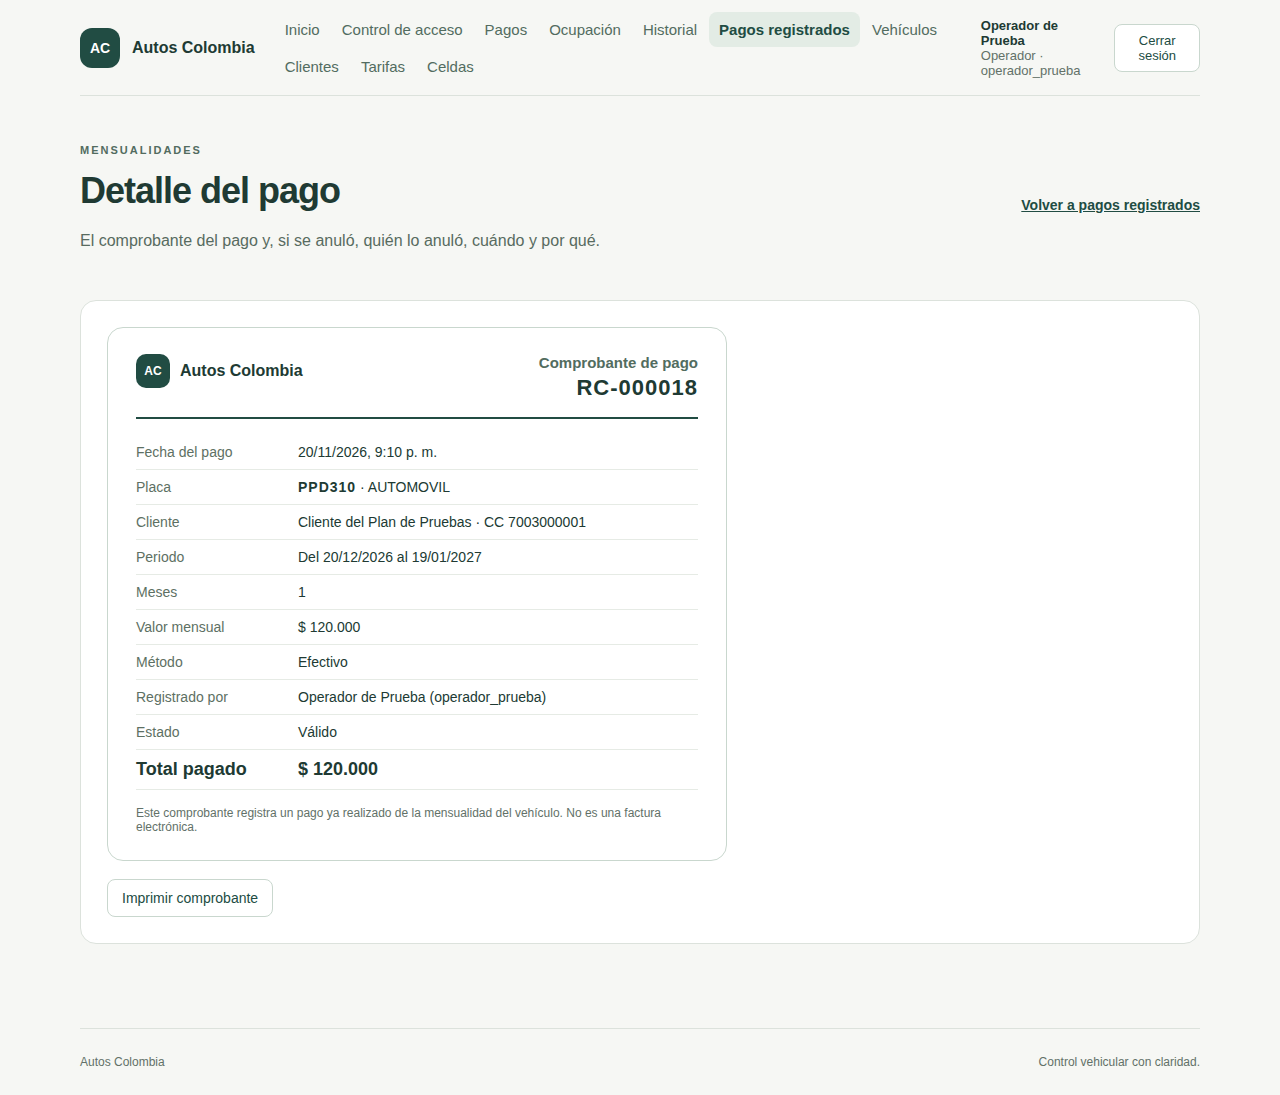 AC Autos Colombia
Inicio Control de acceso Pagos Ocupación Historial Pagos registrados Vehículos
Clientes Tarifas Celdas
Operador de
Prueba
Operador ·
operador_prueba
Cerrar
sesión
MENSUALIDADES
Detalle del pago
Volver a pagos registrados
El comprobante del pago y, si se anuló, quién lo anuló, cuándo y por qué.
AC Autos Colombia
Comprobante de pago
RC-000018
Fecha del pago 20/11/2026, 9:10 p. m.
Placa PPD310 · AUTOMOVIL
Cliente Cliente del Plan de Pruebas · CC 7003000001
Periodo Del 20/12/2026 al 19/01/2027
Meses 1
Valor mensual $ 120.000
Método Efectivo
Registrado por Operador de Prueba (operador_prueba)
Estado Válido
Total pagado $ 120.000
Este comprobante registra un pago ya realizado de la mensualidad del vehículo. No es una factura
electrónica.
Imprimir comprobante
Autos Colombia Control vehicular con claridad.